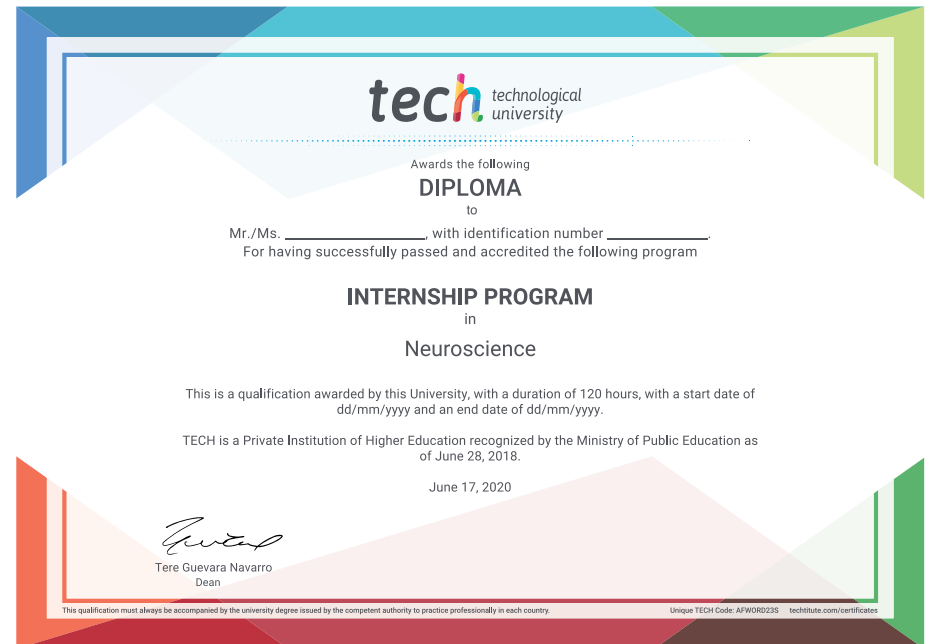 tech technological
university
Awards the following
DIPLOMA
to
Mr./Ms. ____________________, with identification number ______________.
For having successfully passed and accredited the following program
INTERNSHIP PROGRAM
in
Neuroscience
This is a qualification awarded by this University, with a duration of 120 hours, with a start date of
dd/mm/yyyy and an end date of dd/mm/yyyy.
TECH is a Private Institution of Higher Education recognized by the Ministry of Public Education as
of June 28, 2018.
June 17, 2020
Tere Guevara Navarro
Dean
This qualification must always be accompanied by the university degree issued by the competent authority to practice professionally in each country.
Unique TECH Code: AFWORD23S techtitute.com/certificates